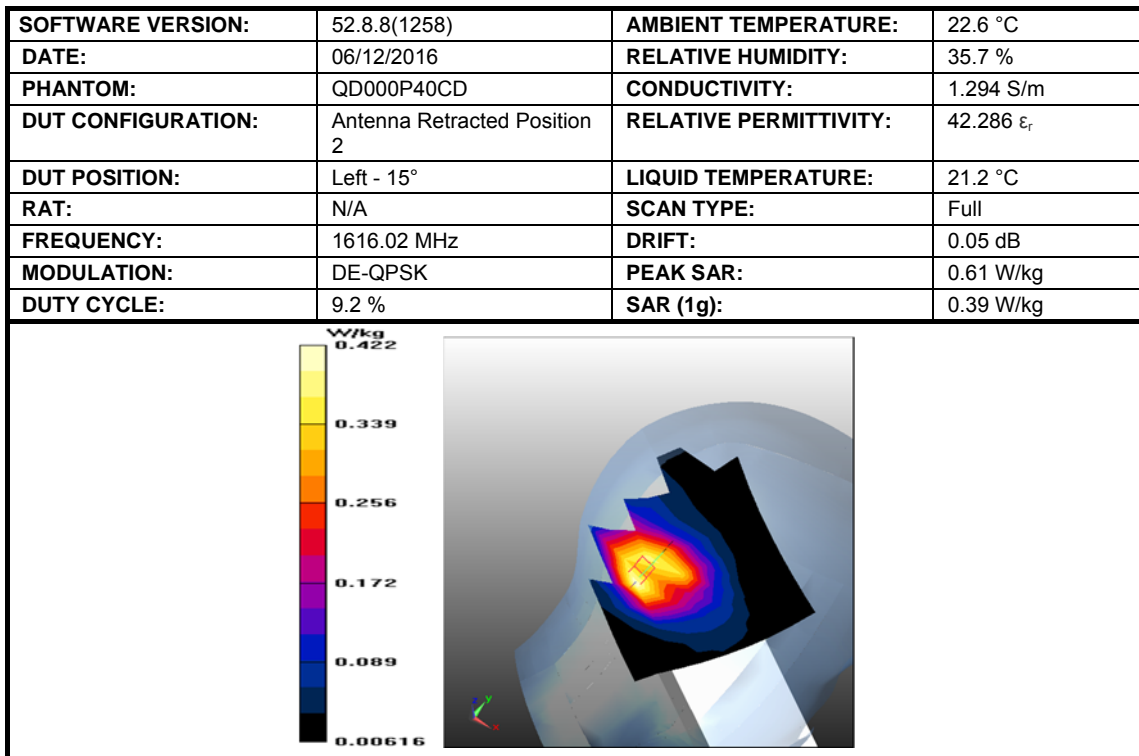 SOFTWARE VERSION: 52.8.8(1258) AMBIENT TEMPERATURE: 22.6 °C
DATE: 06/12/2016 RELATIVE HUMIDITY: 35.7 %
PHANTOM: QD000P40CD CONDUCTIVITY: 1.294 S/m
DUT CONFIGURATION: Antenna Retracted Position 2 RELATIVE PERMITTIVITY: 42.286 εr
DUT POSITION: Left - 15° LIQUID TEMPERATURE: 21.2 °C
RAT: N/A SCAN TYPE: Full
FREQUENCY: 1616.02 MHz DRIFT: 0.05 dB
MODULATION: DE-QPSK PEAK SAR: 0.61 W/kg
DUTY CYCLE: 9.2 % SAR (1g): 0.39 W/kg
W/kg
0.422
0.339
0.256
0.172
0.089
0.00616
z y
x